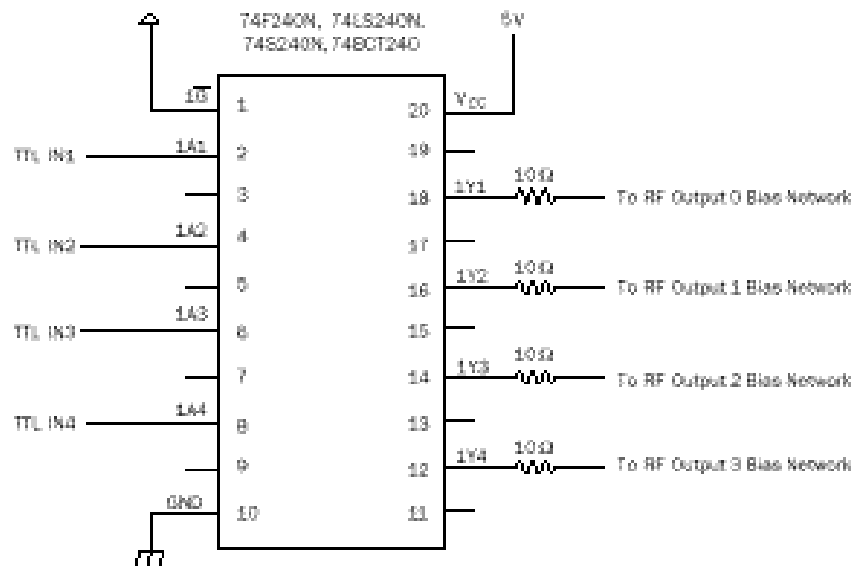 74F240N, 74LS240N,
74S240N, 74BCT240
5V
1G
1
20
VCC
TTL IN1
1A1
2
19
3
18
1Y1
10Ω
To RF Output 0 Bias Network
TTL IN2
1A2
4
17
5
16
1Y2
10Ω
To RF Output 1 Bias Network
TTL IN3
1A3
6
15
7
14
1Y3
10Ω
To RF Output 2 Bias Network
TTL IN4
1A4
8
13
9
12
1Y4
10Ω
To RF Output 3 Bias Network
GND
10
11